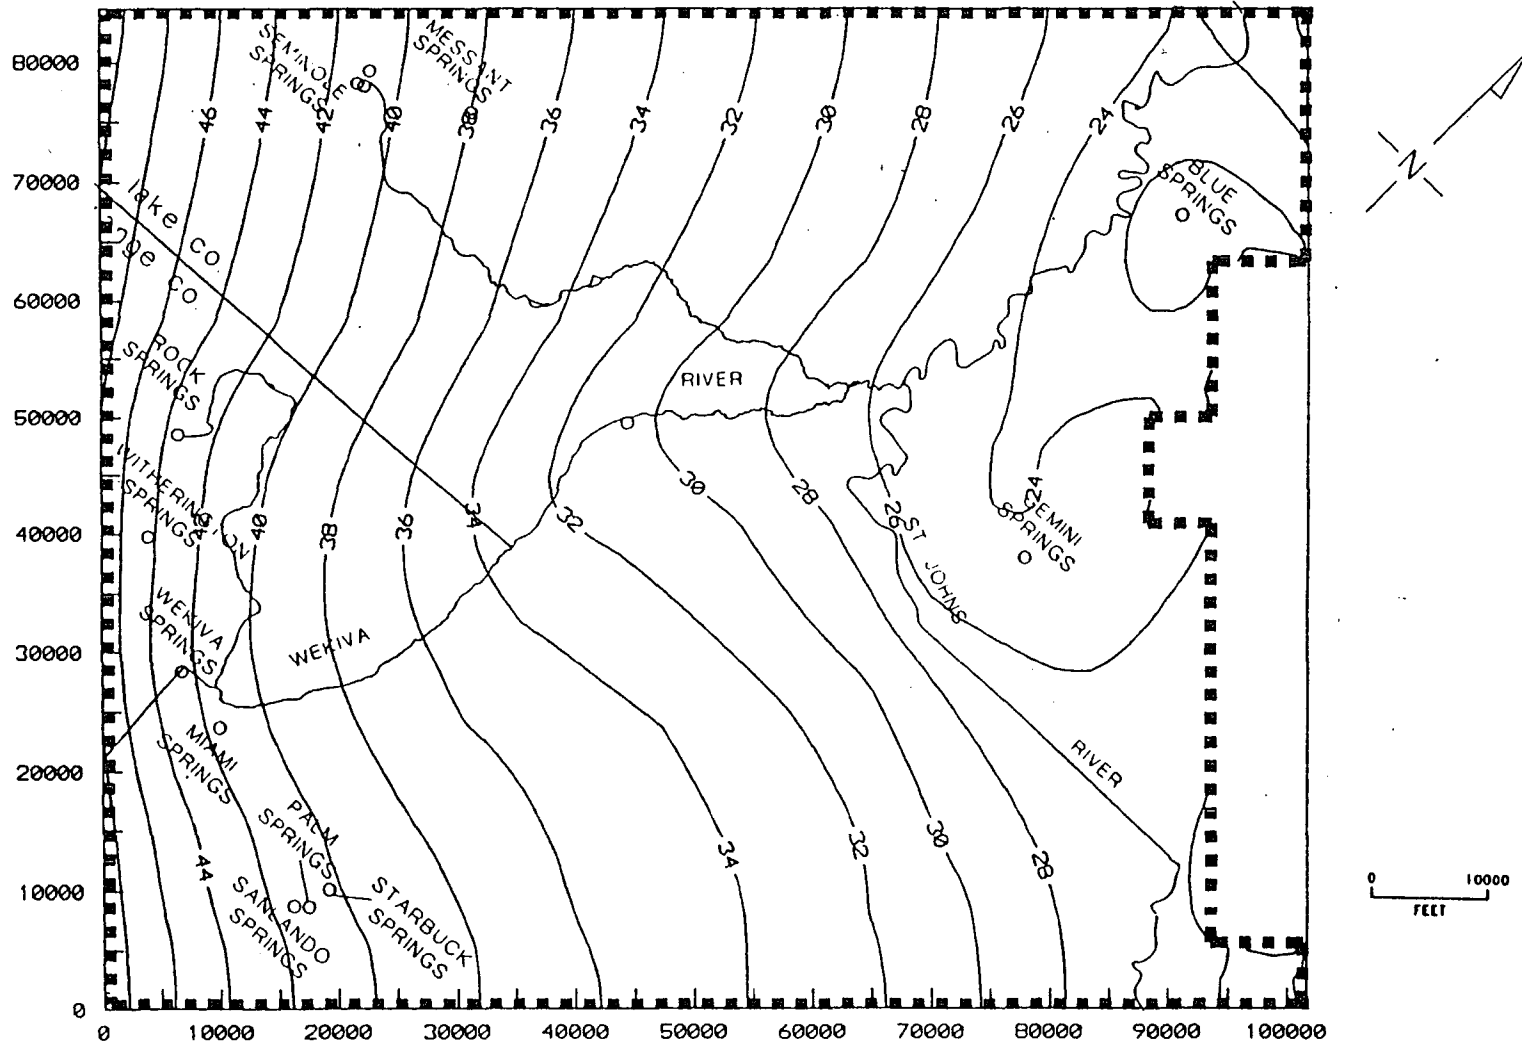 80000
70000
60000
50000
40000
30000
20000
10000
0
0 10000 20000 30000 40000 50000 60000 70000 80000 90000 100000
SEMINOLE
SPRINGS
MESSANT
SPRINGS
46 44 42 40 38 36 34 32 30 28 26 24
BLUE
SPRINGS
N
lake CO
nge CO
ROCK
SPRINGS
RIVER
WITHERINGTON
SPRINGS
42 40 38 36 34 32 30 28 26 24
GEMINI
SPRINGS
ST JOHNS
WEKIVA
SPRINGS
WEKIVA
MIAMI
SPRINGS
RIVER
PALM
SPRINGS
44 34 32 30 28
SANLANDO
SPRINGS
STARBUCK
SPRINGS
0 10000
FEET